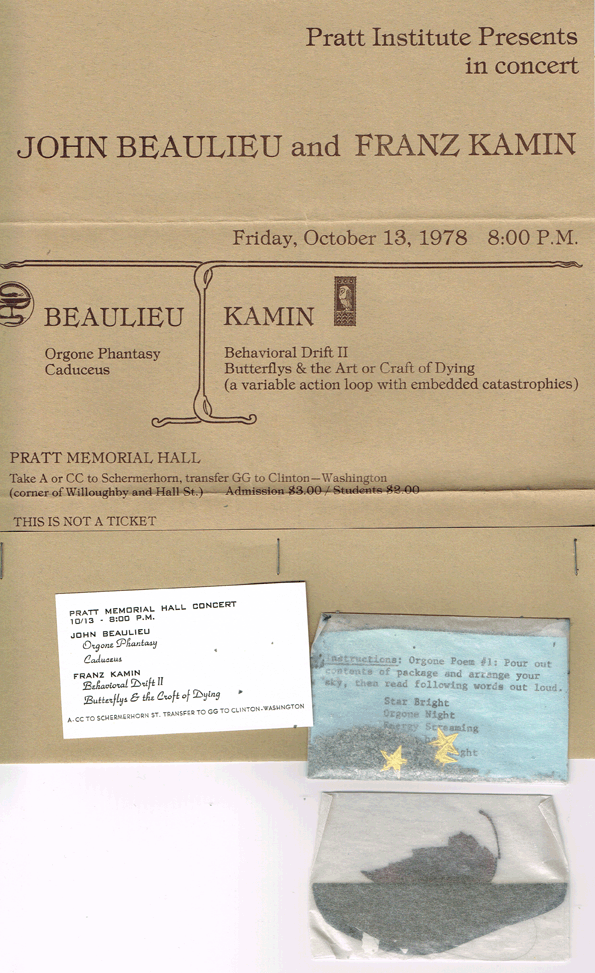 Pratt Institute Presents
in concert
JOHN BEAULIEU and FRANZ KAMIN
Friday, October 13, 1978 8:00 P.M.
BEAULIEU
Orgone Phantasy
Caduceus
KAMIN
Behavioral Drift II
Butterflys & the Art or Craft of Dying
(a variable action loop with embedded catastrophies)
PRATT MEMORIAL HALL
Take A or CC to Schermerhorn, transfer GG to Clinton—Washington
(corner of Willoughby and Hall St.) Admission $3.00 / Students $2.00
THIS IS NOT A TICKET
PRATT MEMORIAL HALL CONCERT
10/13 - 8:00 P.M.
JOHN BEAULIEU
Orgone Phantasy
Caduceus
FRANZ KAMIN
Behavioral Drift II
Butterflys & the Croft of Dying
A-CC TO SCHERMERHORN ST. TRANSFER TO GG TO CLINTON-WASHINGTON
Instructions: Orgone Poem #1: Pour out
contents of package and arrange your
sky, then read following words out loud.
Star Bright
Orgone Night
Energy Screaming